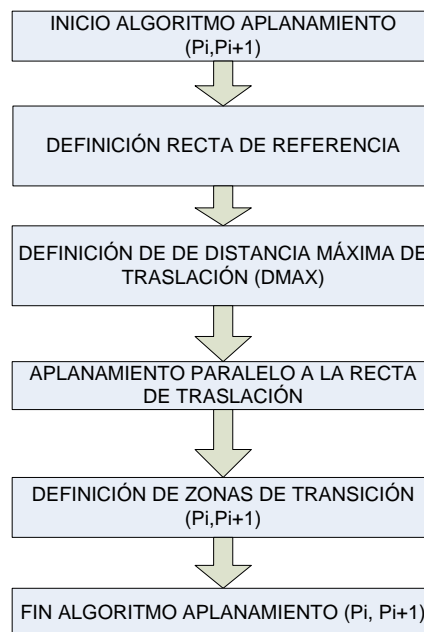 INICIO ALGORITMO APLANAMIENTO
(Pi,Pi+1)
DEFINICIÓN RECTA DE REFERENCIA
DEFINICIÓN DE DE DISTANCIA MÁXIMA DE
TRASLACIÓN (DMAX)
APLANAMIENTO PARALELO A LA RECTA
DE TRASLACIÓN
DEFINICIÓN DE ZONAS DE TRANSICIÓN
(Pi,Pi+1)
FIN ALGORITMO APLANAMIENTO (Pi, Pi+1)